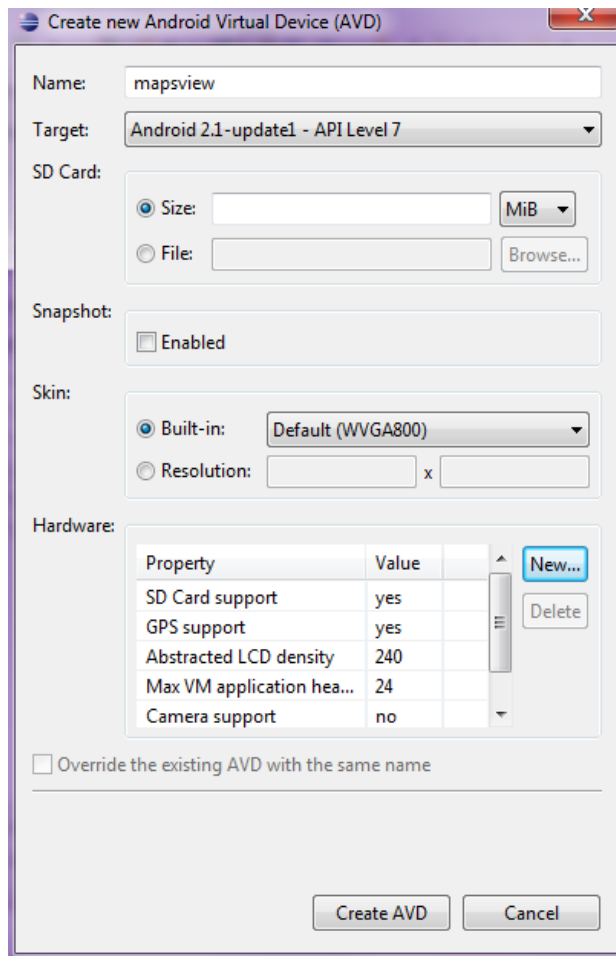 Create new Android Virtual Device (AVD)
Name: mapsview
Target: Android 2.1-update1 - API Level 7
SD Card:
Size: MiB
File: Browse...
Snapshot:
Enabled
Skin:
Built-in: Default (WVGA800)
Resolution: x
Hardware:
Property Value New...
SD Card support yes Delete
GPS support yes
Abstracted LCD density 240
Max VM application hea... 24
Camera support no
Override the existing AVD with the same name
Create AVD Cancel